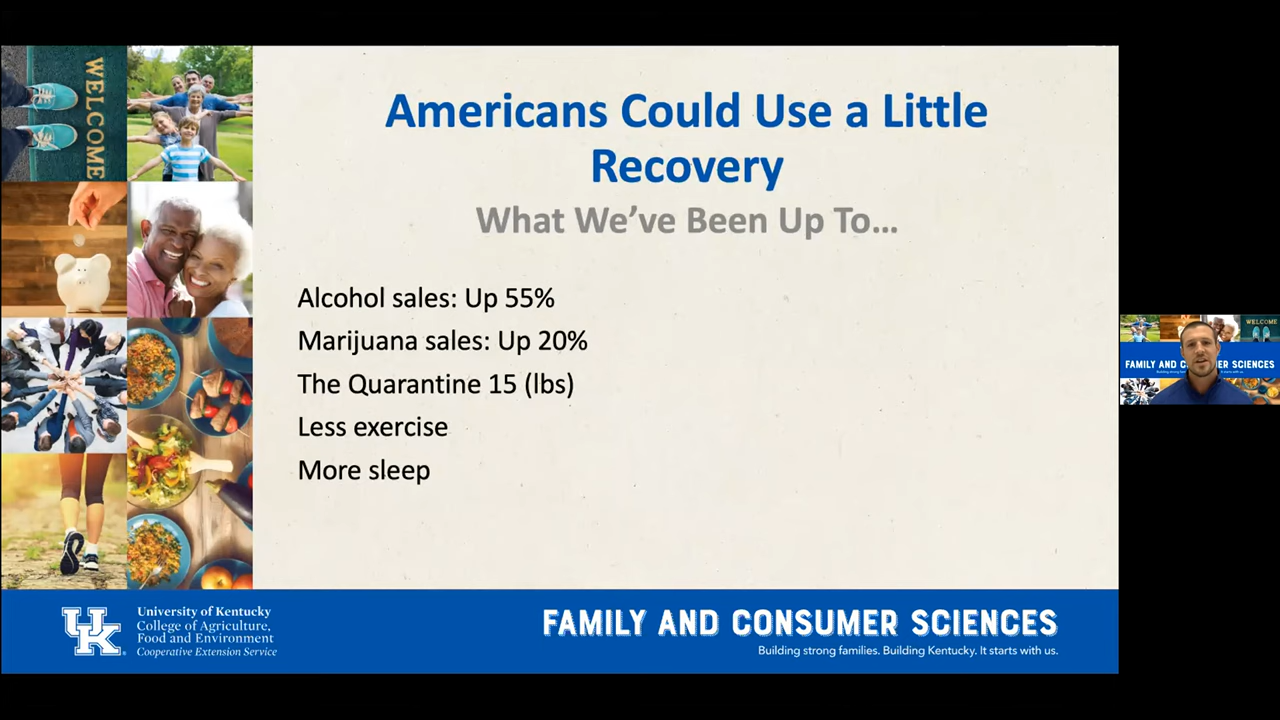 WELCOME
Americans Could Use a Little
Recovery
What We've Been Up To...
Alcohol sales: Up 55%
Marijuana sales: Up 20%
The Quarantine 15 (lbs)
Less exercise
More sleep
WELCOME
FAMILY AND CONSUMER SCIENCES
UK
University of Kentucky
College of Agriculture,
Food and Environment
Cooperative Extension Service
FAMILY AND CONSUMER SCIENCES
Building strong families. Building Kentucky. It starts with us.